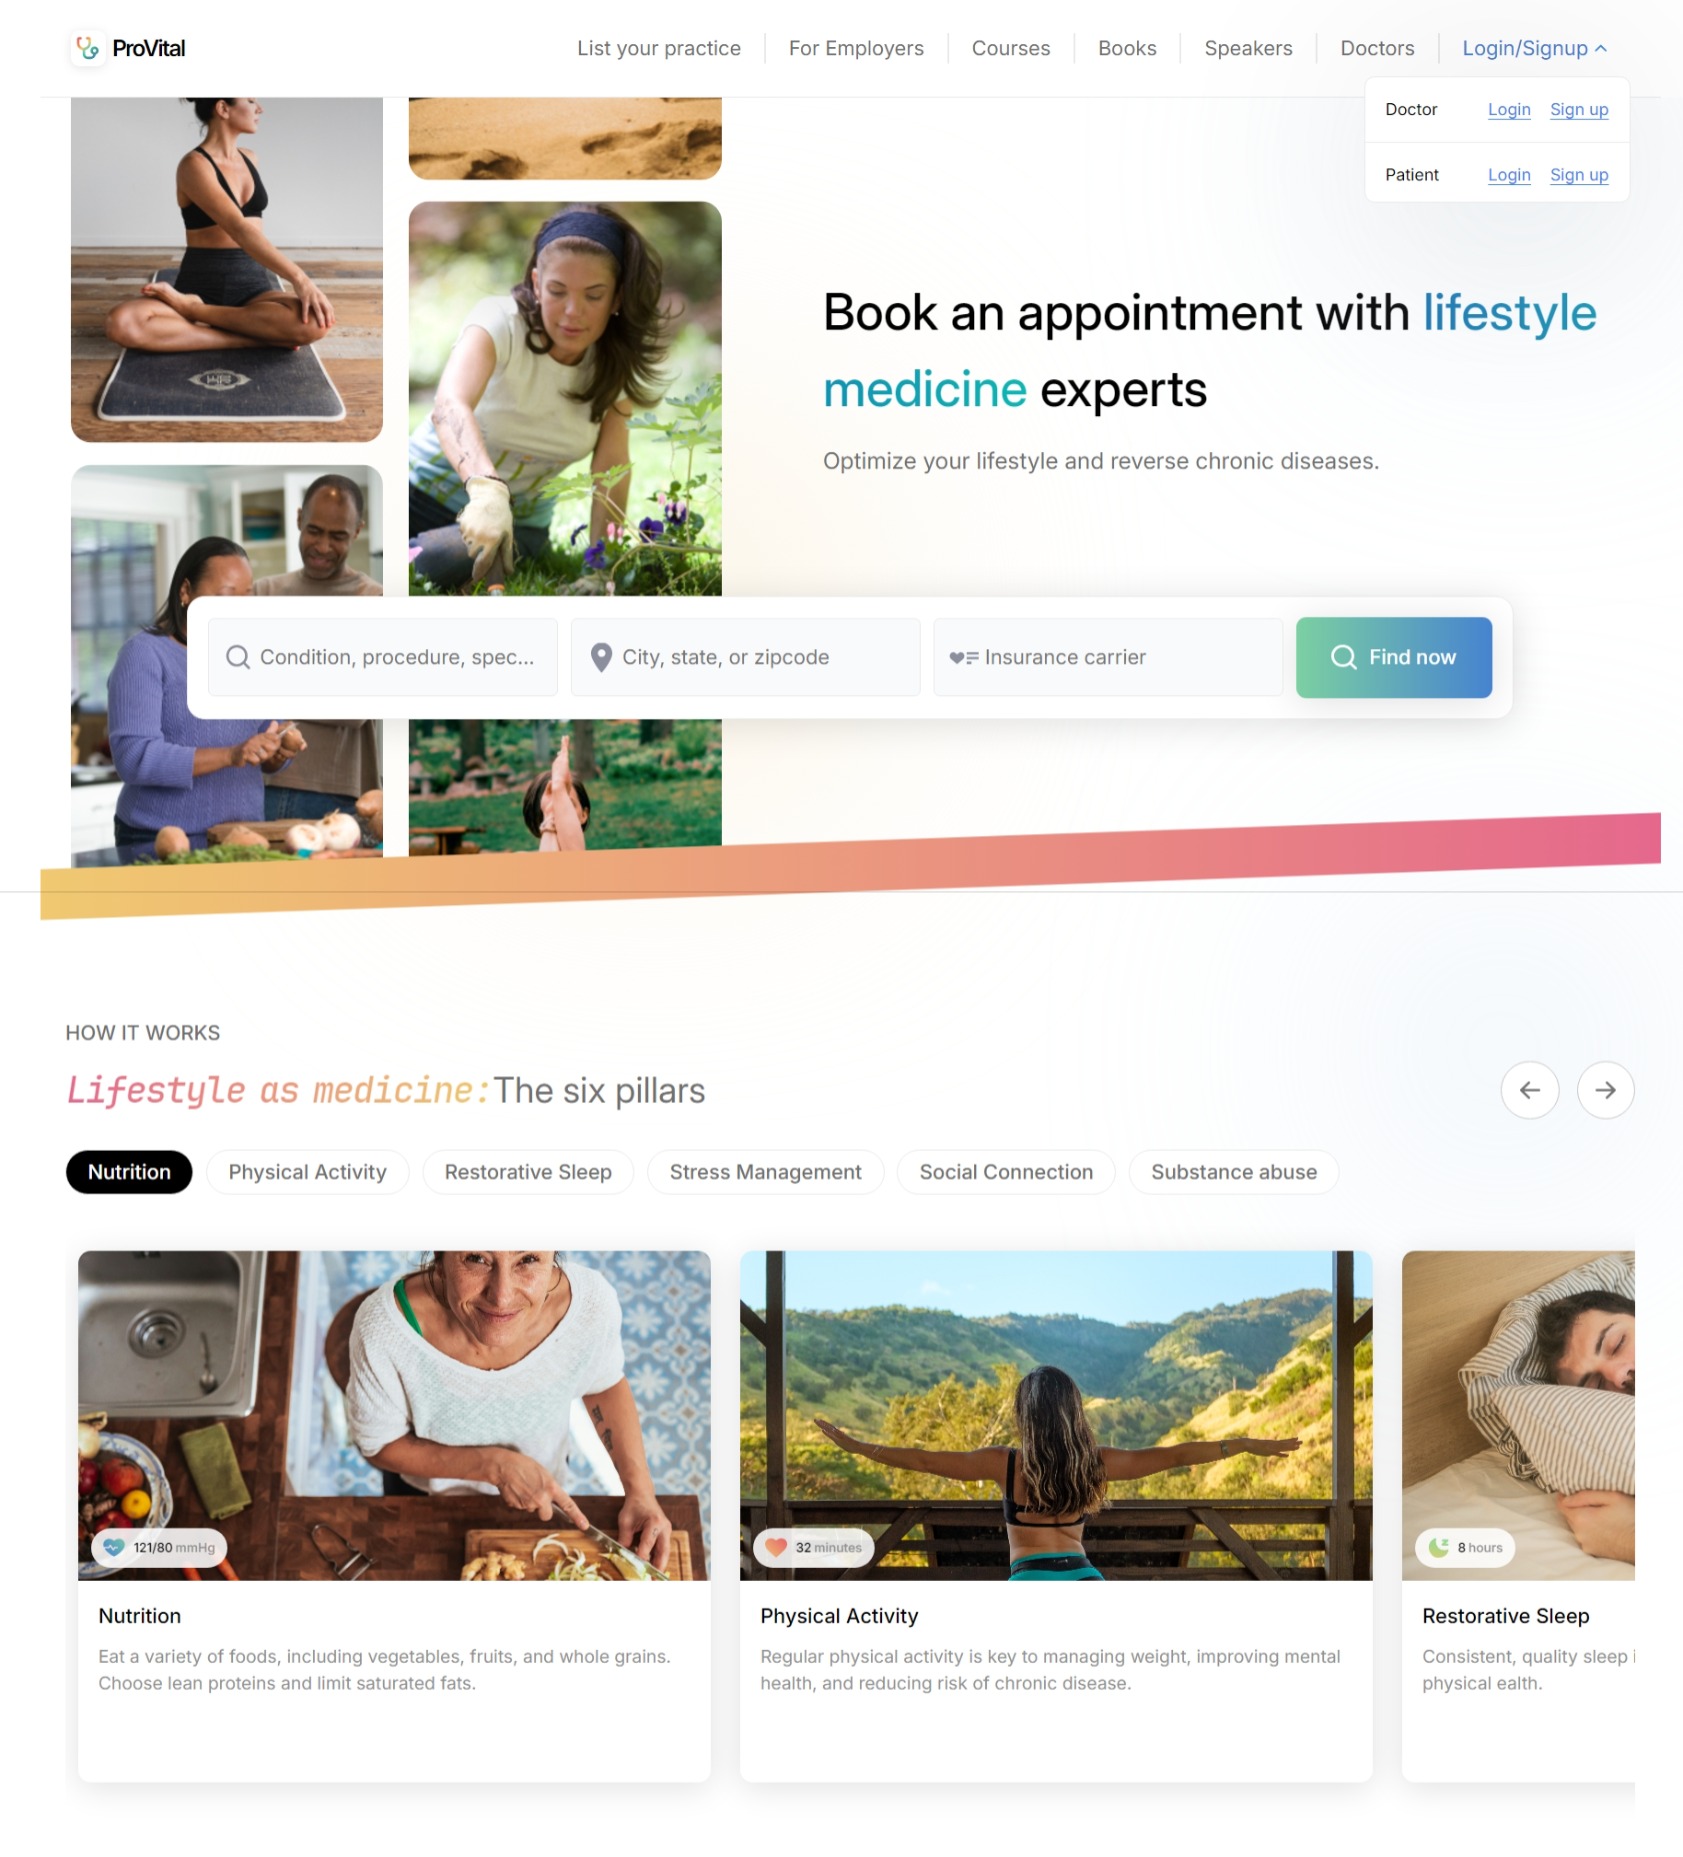 ProVital
List your practice
For Employers
Courses
Books
Speakers
Doctors
Login/Signup
Doctor Login Sign up
Patient Login Sign up
Book an appointment with lifestyle
medicine experts
Optimize your lifestyle and reverse chronic diseases.
Condition, procedure, spec...
City, state, or zipcode
Insurance carrier
Find now
HOW IT WORKS
Lifestyle as medicine:The six pillars
Nutrition
Physical Activity
Restorative Sleep
Stress Management
Social Connection
Substance abuse
121/80 mmHg
Nutrition
Eat a variety of foods, including vegetables, fruits, and whole grains.
Choose lean proteins and limit saturated fats.
32 minutes
Physical Activity
Regular physical activity is key to managing weight, improving mental
health, and reducing risk of chronic disease.
8 hours
Restorative Sleep
Consistent, quality sleep
physical ealth.